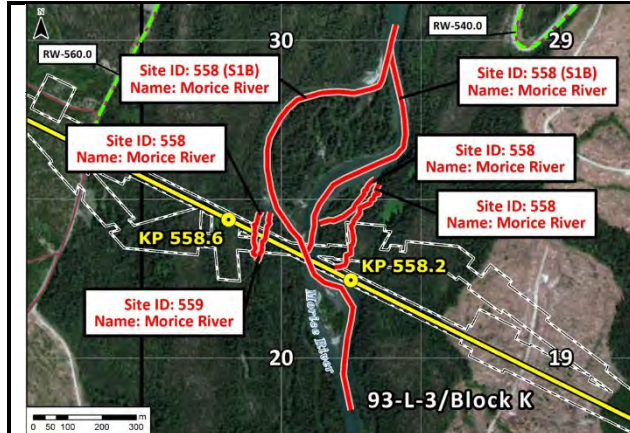 N
RW-560.0
30
RW-540.0
29
Site ID: 558 (S1B)
Name: Morice River
Site ID: 558 (S1B)
Name: Morice River
Site ID: 558
Name: Morice River
Site ID: 558
Name: Morice River
Site ID: 558
Name: Morice River
KP 558.6
KP 558.2
Site ID: 559
Name: Morice River
Morice River
20
19
93-L-3/Block K
0 50 100 200 300
m